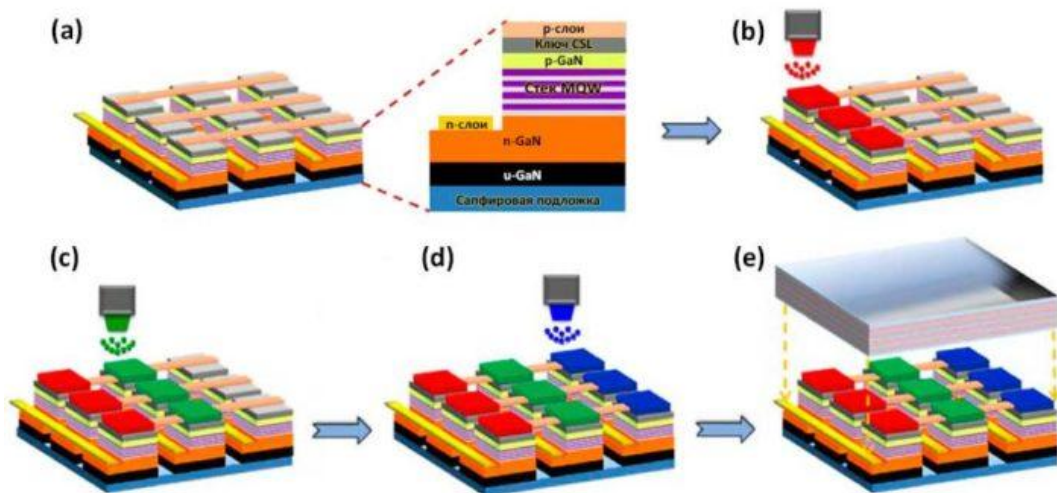 (a)
p-слои
Ключ CSL
p-GaN
Стек MQW
n-слои
n-GaN
u-GaN
Сапфировая подложка
(b)
(c)
(d)
(e)